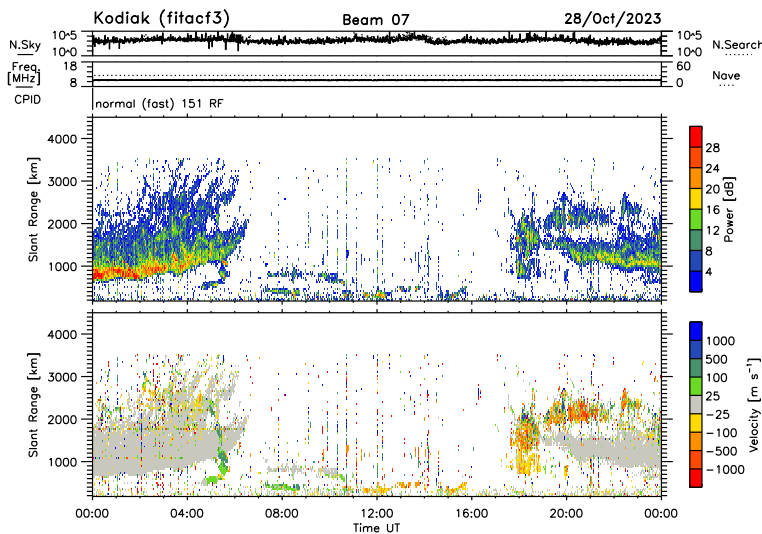 Kodiak (fitacf3) Beam 07 28/Oct/2023
N.Sky 10^5 10^0 10^5 10^0 N.Search
Freq. [MHz] 18 8 60 0 Nave
CPID normal (fast) 151 RF
Slant Range [km] 4000 3000 2000 1000
Power [dB] 28 24 20 16 12 8 4
Slant Range [km] 4000 3000 2000 1000
Velocity [m s⁻¹] 1000 500 100 25 −25 −100 −500 −1000
00:00 04:00 08:00 12:00 16:00 20:00 00:00
Time UT